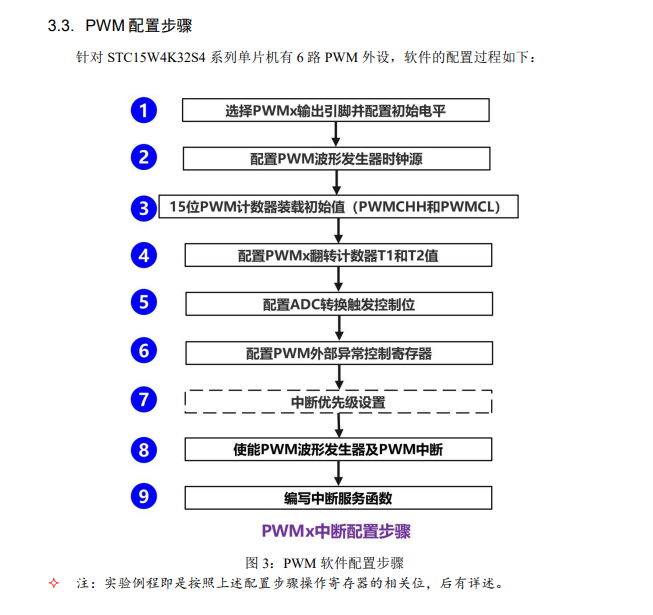 3.3. PWM 配置步骤
针对 STC15W4K32S4 系列单片机有 6 路 PWM 外设，软件的配置过程如下：
1 选择PWMx输出引脚并配置初始电平
2 配置PWM波形发生器时钟源
3 15位PWM计数器装载初始值（PWMCHH和PWMCL）
4 配置PWMx翻转计数器T1和T2值
5 配置ADC转换触发控制位
6 配置PWM外部异常控制寄存器
7 中断优先级设置
8 使能PWM波形发生器及PWM中断
9 编写中断服务函数
PWMx中断配置步骤
图 3：PWM 软件配置步骤
注：实验例程即是按照上述配置步骤操作寄存器的相关位，后有详述。